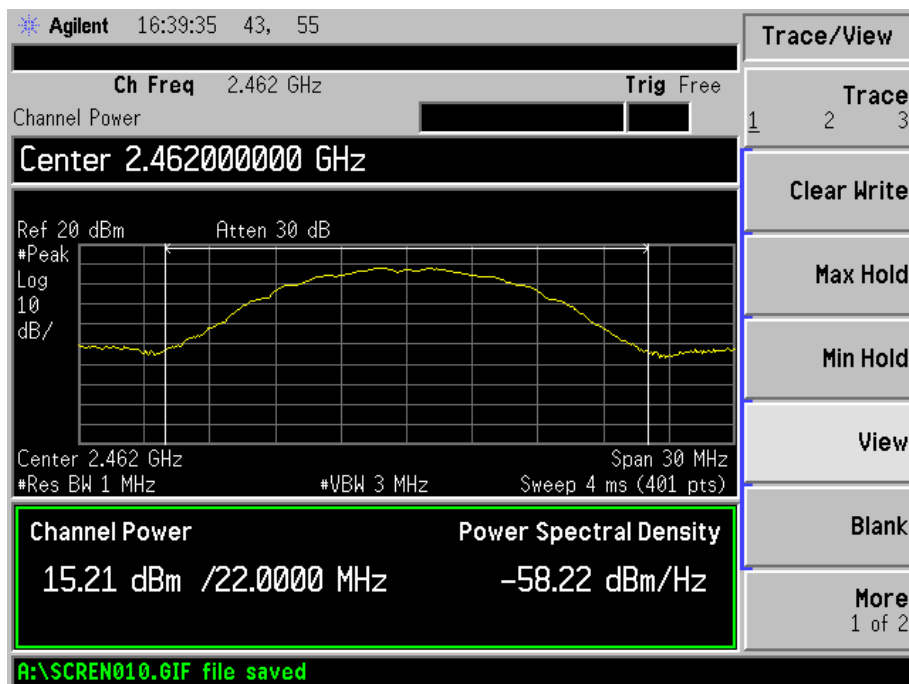 Agilent 16:39:35 43, 55
Trace/View
Ch Freq 2.462 GHz Trig Free
Channel Power
Trace
1 2 3
Center 2.462000000 GHz
Clear Write
Ref 20 dBm Atten 30 dB
#Peak
Log
10
dB/
Max Hold
Min Hold
View
Center 2.462 GHz Span 30 MHz
#Res BW 1 MHz #VBW 3 MHz Sweep 4 ms (401 pts)
Channel Power Power Spectral Density
Blank
15.21 dBm /22.0000 MHz -58.22 dBm/Hz
More
1 of 2
A:\SCREN010.GIF file saved